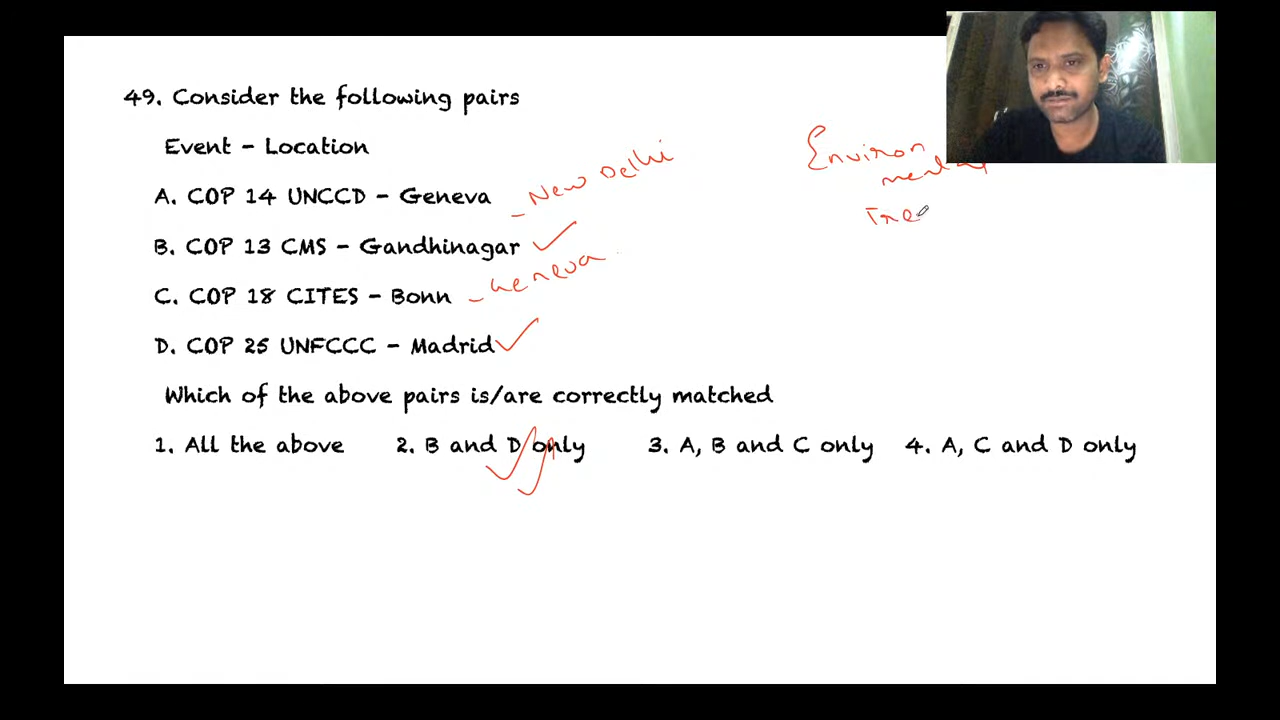 49. Consider the following pairs
Event - Location
A. COP 14 UNCCD - Geneva - New Delhi
B. COP 13 CMS - Gandhinagar
C. COP 18 CITES - Bonn - Geneva
D. COP 25 UNFCCC - Madrid
Which of the above pairs is/are correctly matched
1. All the above 2. B and D only 3. A, B and C only 4. A, C and D only
Environ
Tre